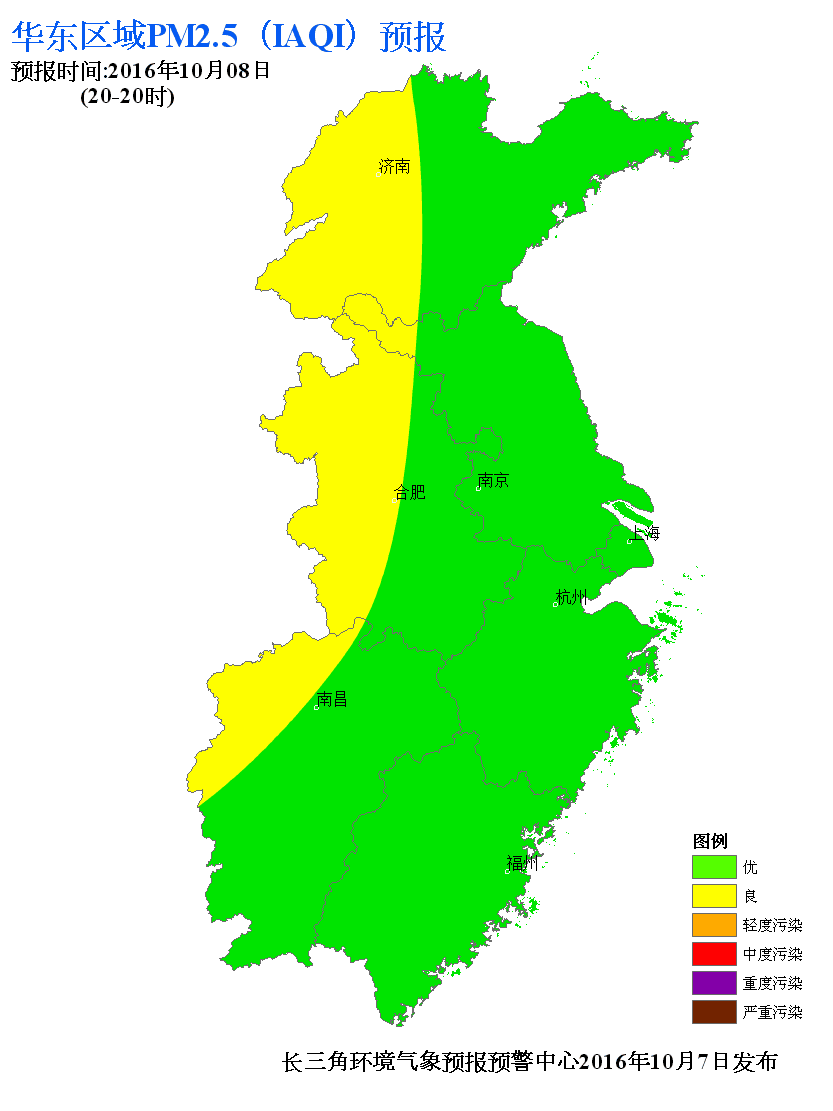 华东区域PM2.5（IAQI）预报
预报时间:2016年10月08日
(20-20时)
济南
合肥
南京
上海
杭州
南昌
福州
图例
优
良
轻度污染
中度污染
重度污染
严重污染
长三角环境气象预报预警中心2016年10月7日发布